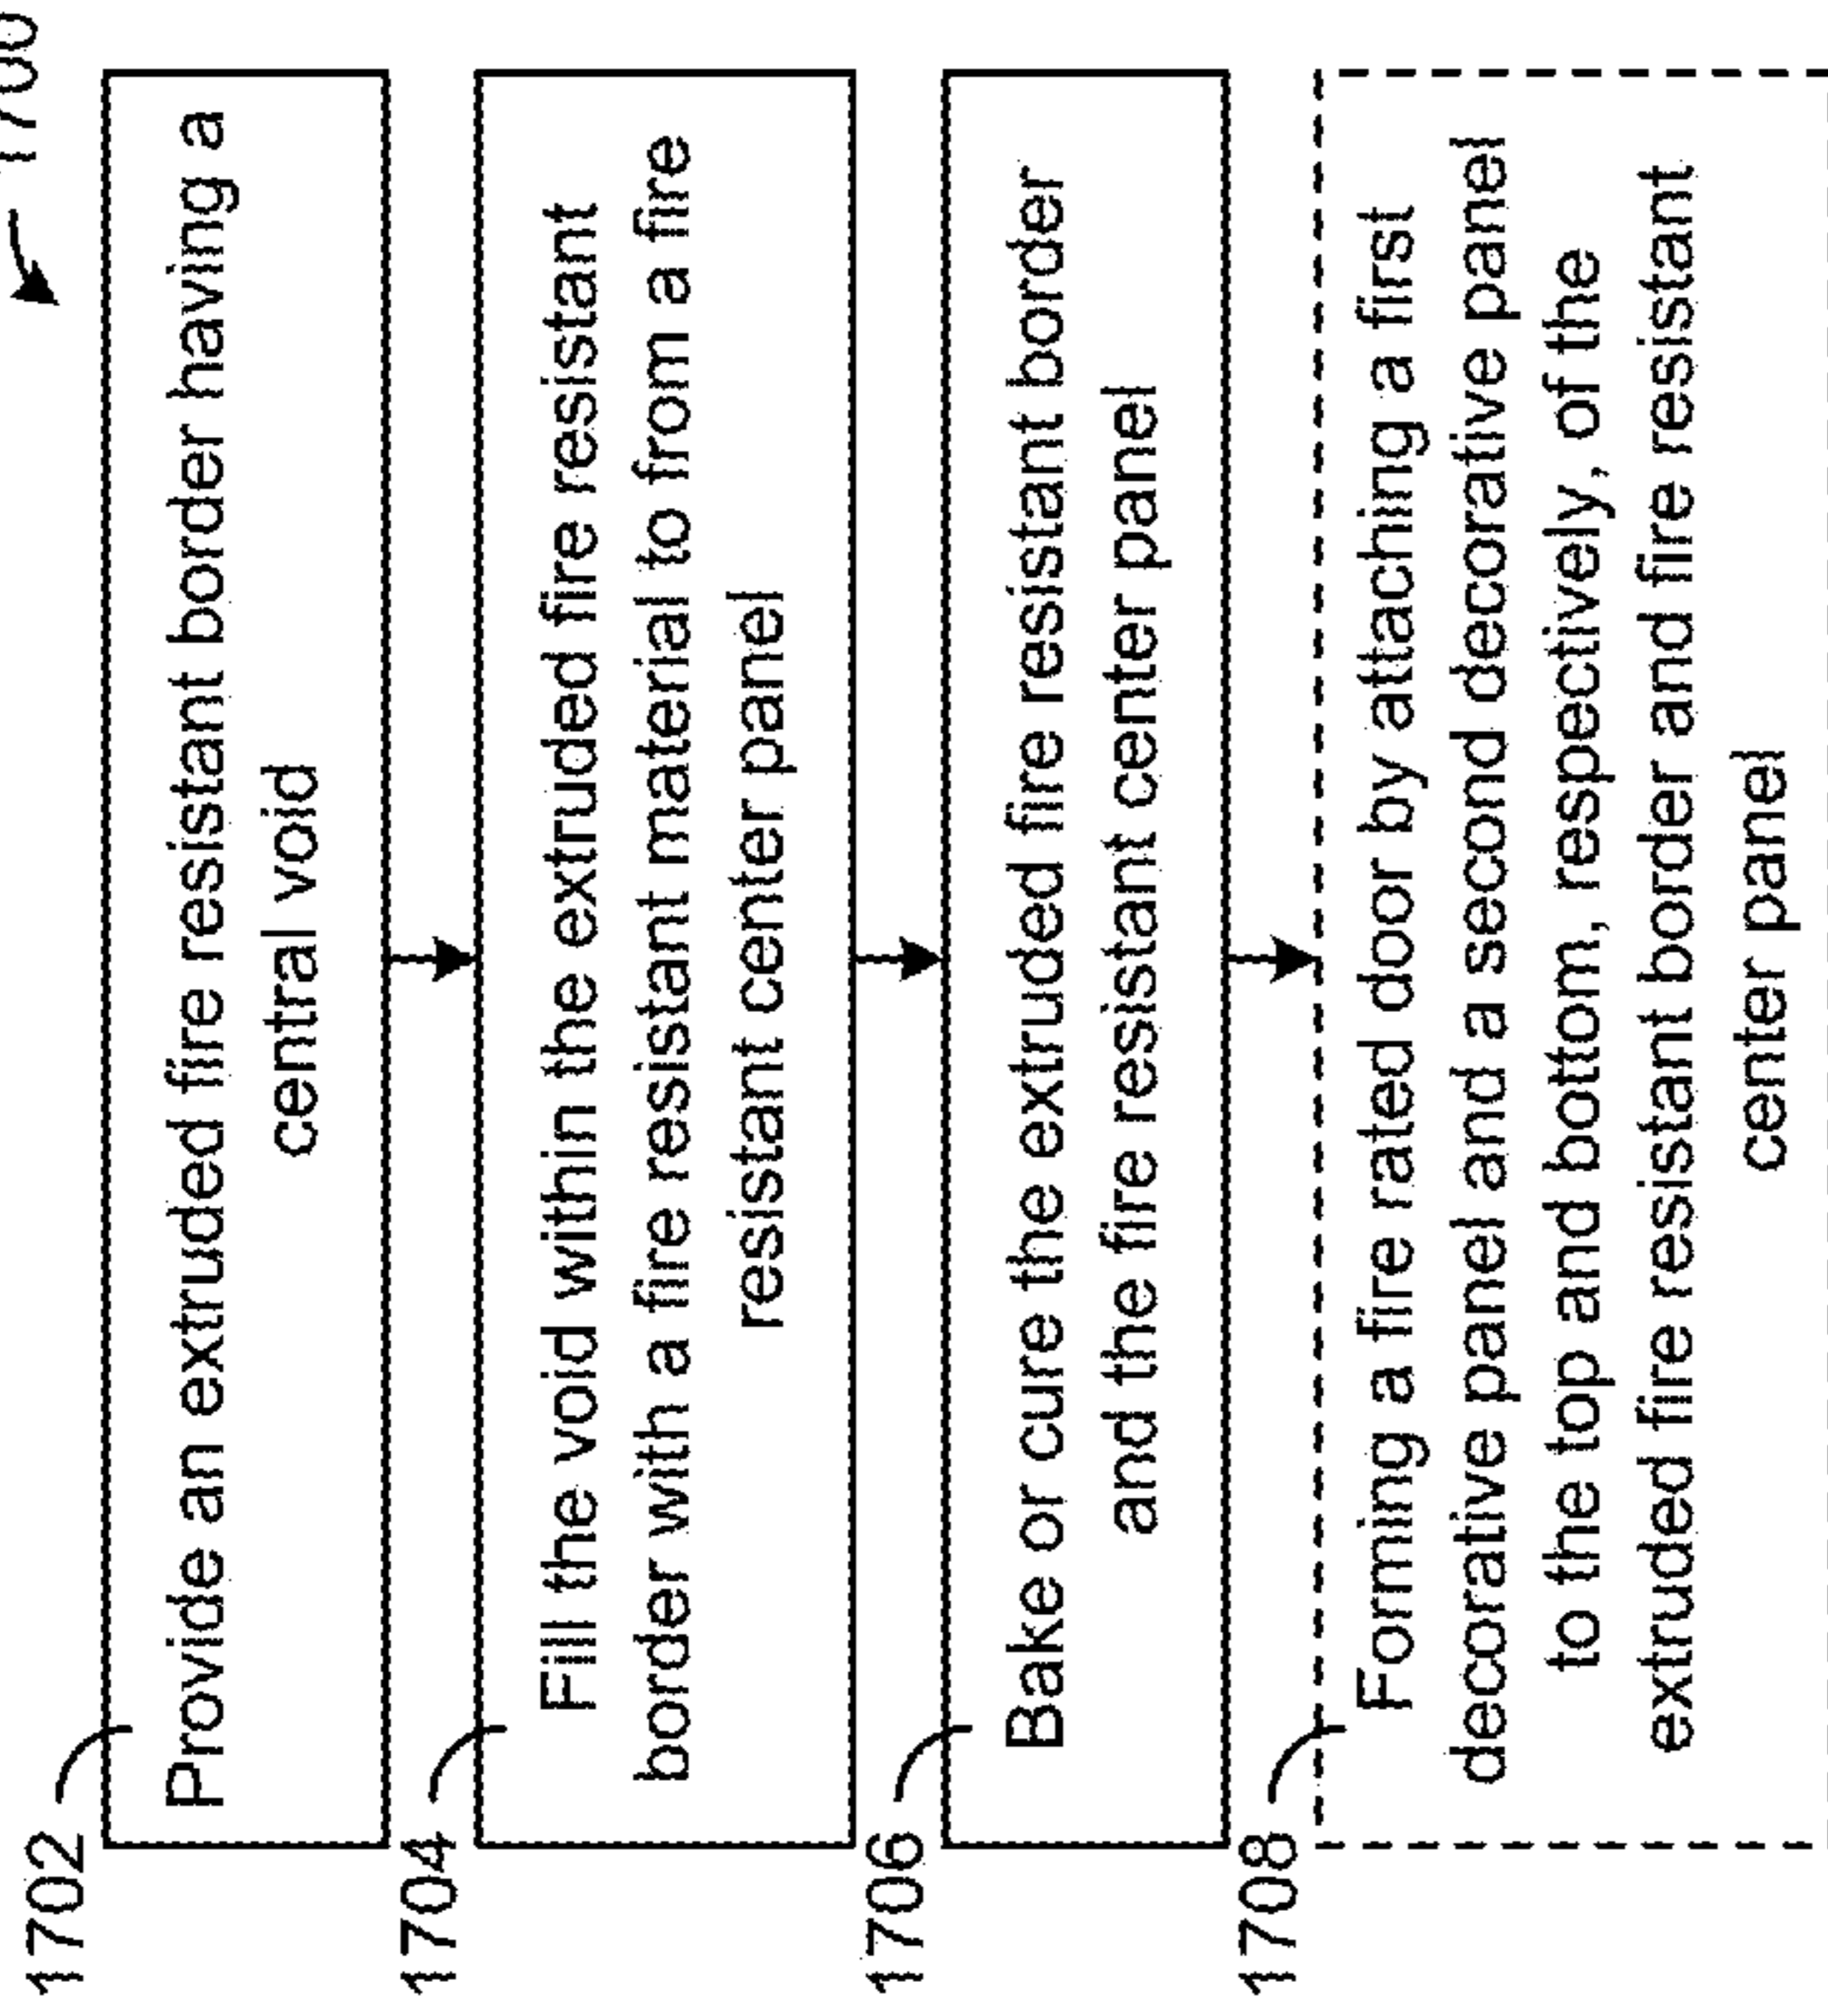 1700
1702
Provide an extruded fire resistant border having a
central void
1704
Fill the void within the extruded fire resistant
border with a fire resistant material to from a fire
resistant center panel
1706
Bake or cure the extruded fire resistant border
and the fire resistant center panel
1708
Forming a fire rated door by attaching a first
decorative panel and a second decorative panel
to the top and bottom, respectively, of the
extruded fire resistant border and fire resistant
center panel